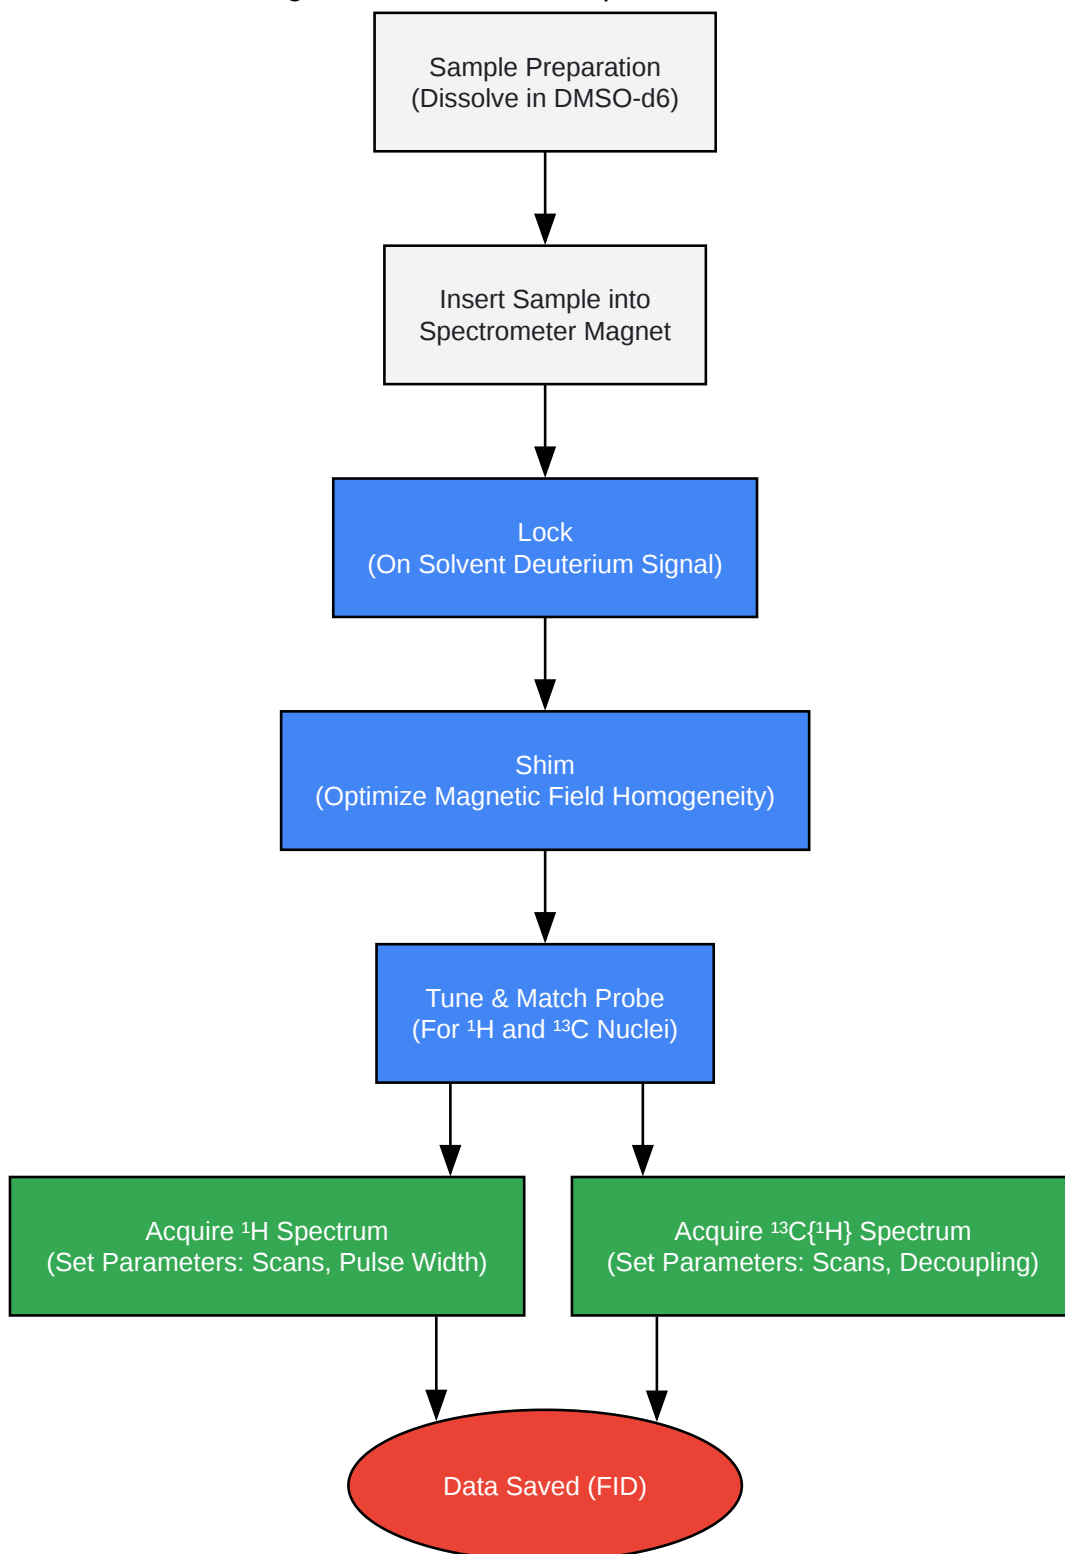 Sample Preparation
(Dissolve in DMSO-d6)
Insert Sample into
Spectrometer Magnet
Lock
(On Solvent Deuterium Signal)
Shim
(Optimize Magnetic Field Homogeneity)
Tune & Match Probe
(For ¹H and ¹³C Nuclei)
Acquire ¹H Spectrum
(Set Parameters: Scans, Pulse Width)
Acquire ¹³C{¹H} Spectrum
(Set Parameters: Scans, Decoupling)
Data Saved (FID)